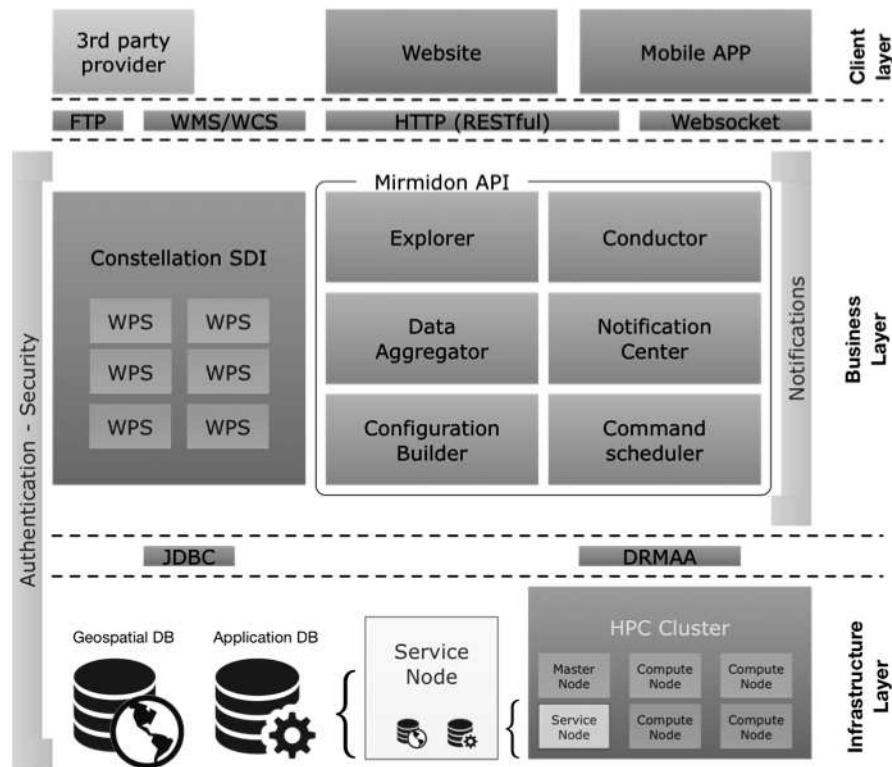 3rd party
provider
Website
Mobile APP
Client
layer
FTP
WMS/WCS
HTTP (RESTful)
Websocket
Authentication - Security
Constellation SDI
WPS
WPS
WPS
WPS
WPS
WPS
Mirmidon API
Explorer
Conductor
Data
Aggregator
Notification
Center
Configuration
Builder
Command
scheduler
Notifications
Business
Layer
JDBC
DRMAA
Geospatial DB
Application DB
Service
Node
HPC Cluster
Master
Node
Compute
Node
Compute
Node
Service
Node
Compute
Node
Compute
Node
Infrastructure
Layer